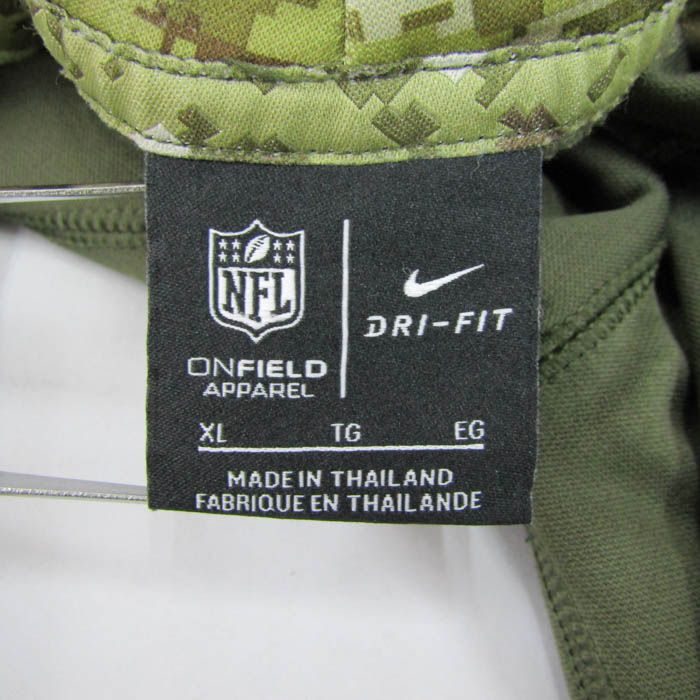 NFL
ONFIELD
APPAREL
DRI-FIT
XL TG EG
MADE IN THAILAND
FABRIQUE EN THAILANDE